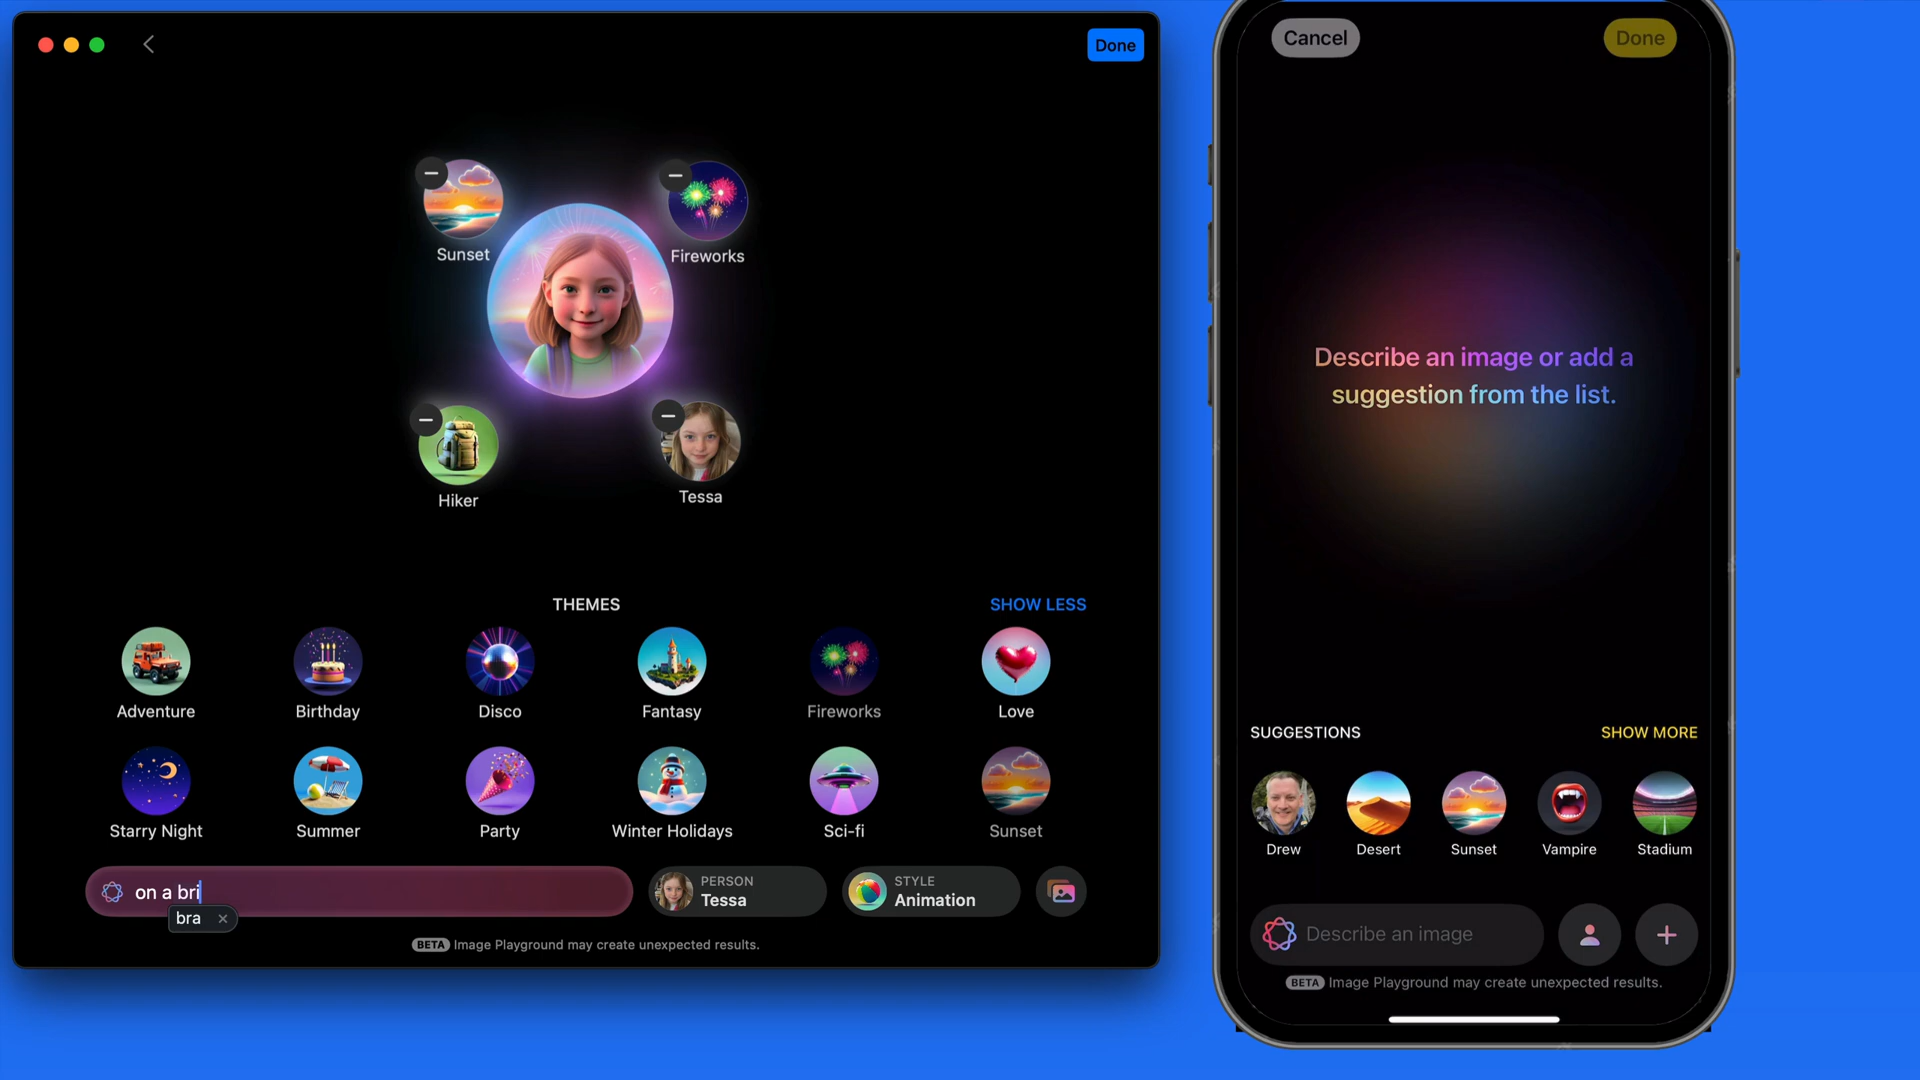 Done
Sunset
Fireworks
Hiker
Tessa
THEMES
SHOW LESS
Adventure
Birthday
Disco
Fantasy
Fireworks
Love
Starry Night
Summer
Party
Winter Holidays
Sci-fi
Sunset
on a bri
bra
PERSON
Tessa
STYLE
Animation
BETA Image Playground may create unexpected results.
Cancel
Done
Describe an image or add a
suggestion from the list.
SUGGESTIONS
SHOW MORE
Drew
Desert
Sunset
Vampire
Stadium
Describe an image
BETA Image Playground may create unexpected results.